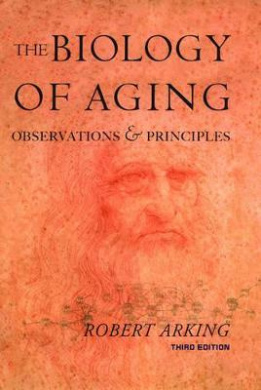 THE BIOLOGY
OF AGING
OBSERVATIONS & PRINCIPLES
ROBERT ARKING
THIRD EDITION